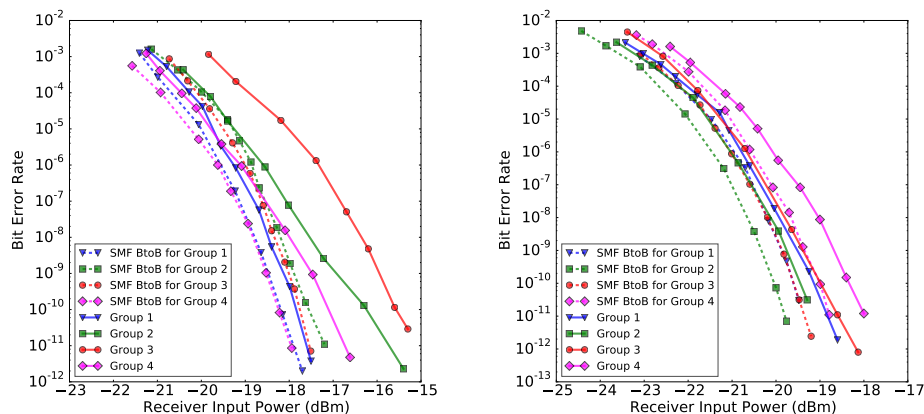 10^-2
10^-3
10^-4
10^-5
10^-6
10^-7
10^-8
10^-9
10^-10
10^-11
10^-12
Bit Error Rate
SMF BtoB for Group 1
SMF BtoB for Group 2
SMF BtoB for Group 3
SMF BtoB for Group 4
Group 1
Group 2
Group 3
Group 4
−23 −22 −21 −20 −19 −18 −17 −16 −15
Receiver Input Power (dBm)
10^-2
10^-3
10^-4
10^-5
10^-6
10^-7
10^-8
10^-9
10^-10
10^-11
10^-12
10^-13
Bit Error Rate
SMF BtoB for Group 1
SMF BtoB for Group 2
SMF BtoB for Group 3
SMF BtoB for Group 4
Group 1
Group 2
Group 3
Group 4
−25 −24 −23 −22 −21 −20 −19 −18 −17
Receiver Input Power (dBm)